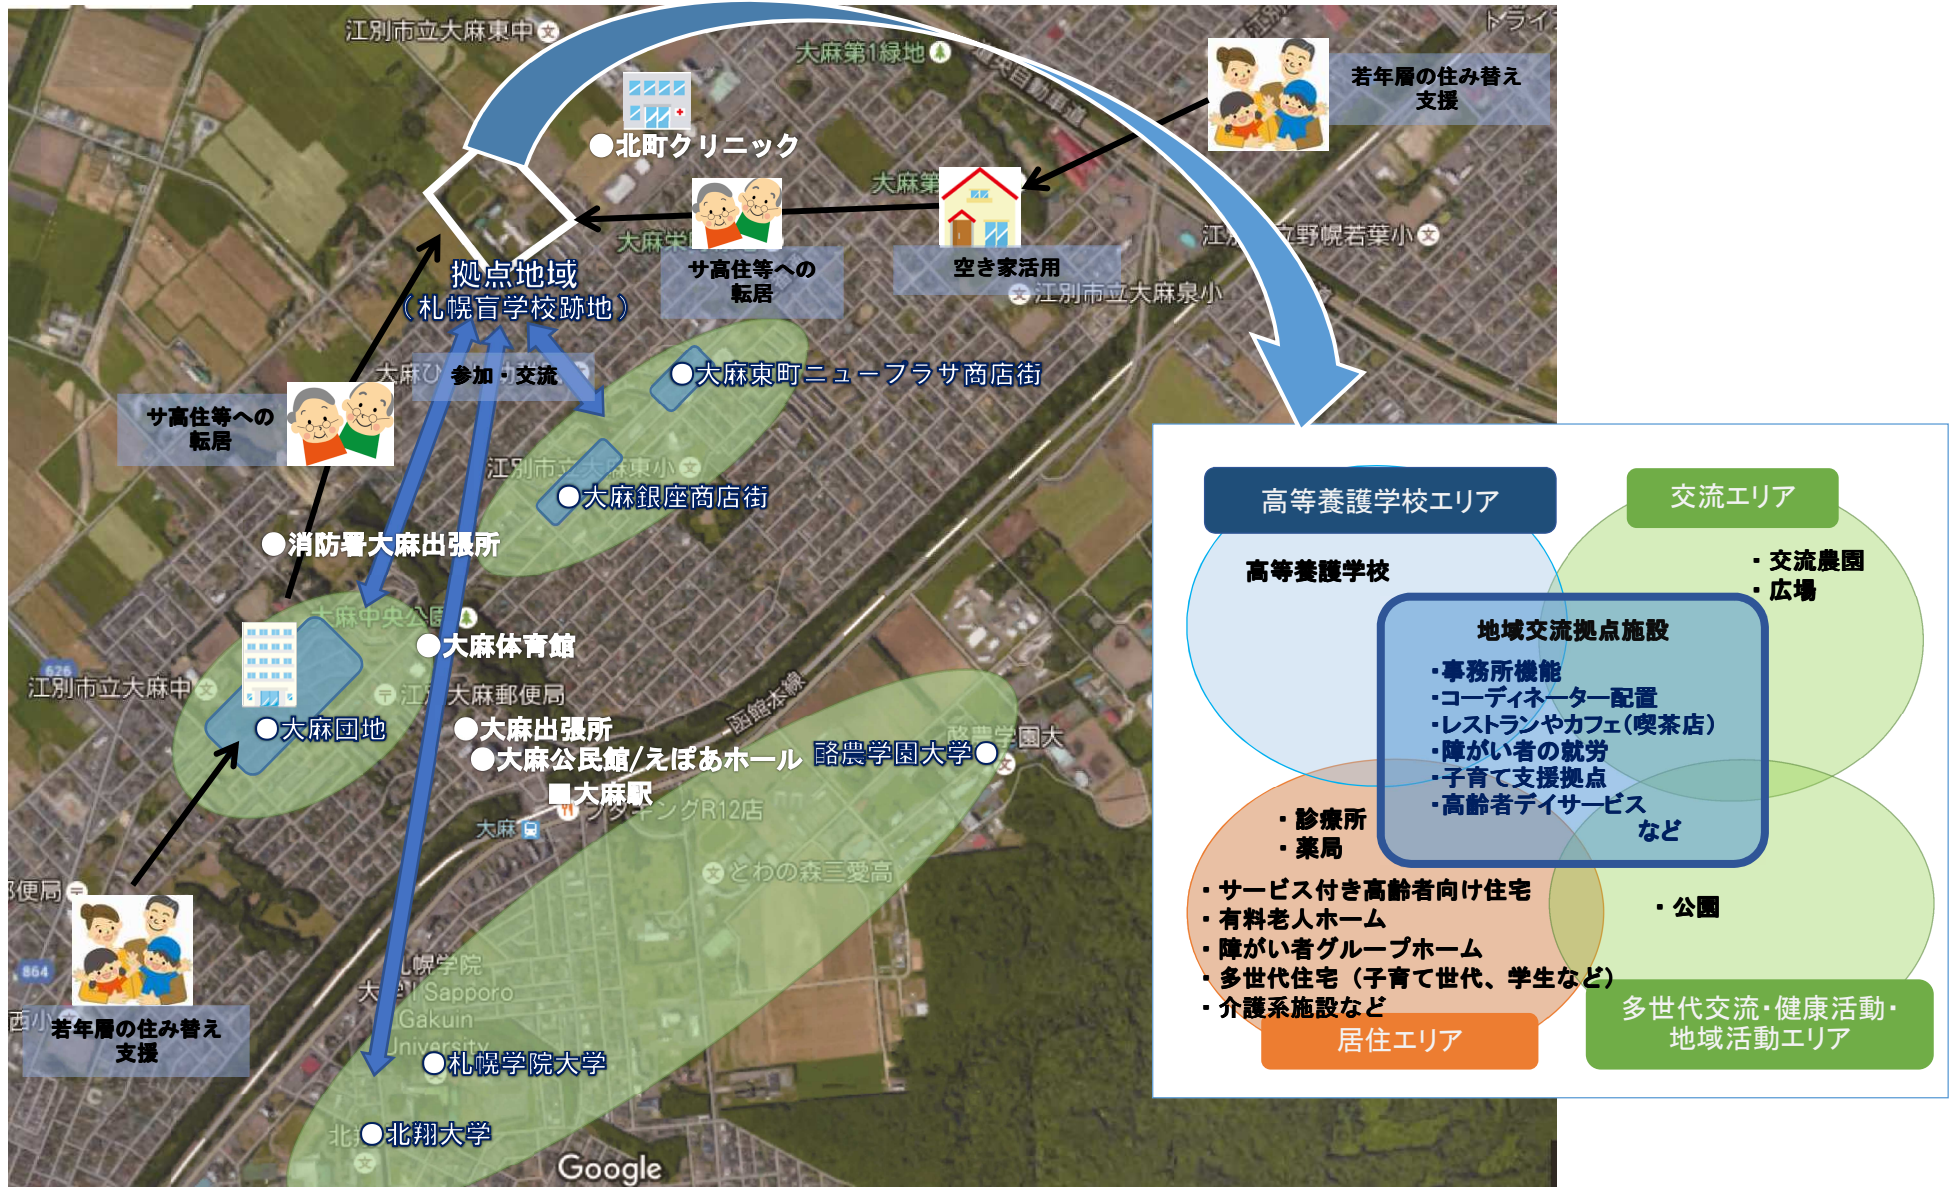 江別市立大麻東中
大麻第1緑地
若年層の住み替え
支援
●北町クリニック
大麻第
サ高住等への
転居
空き家活用
江別市立大麻泉小
拠点地域
（札幌盲学校跡地）
参加・交流
サ高住等への
転居
●大麻東町ニュープラザ商店街
江別市立大麻東小
●大麻銀座商店街
●消防署大麻出張所
大麻中央公園
●大麻体育館
626
江別市立大麻中
大麻郵便局
●大麻団地
●大麻出張所
●大麻公民館/えぽあホール
■大麻駅
大麻
函館本線
酪農学園大学●
とわの森三愛高
864
若年層の住み替え
支援
札幌学院
Sapporo
Gakuin
University
●札幌学院大学
●北翔大学
Google
高等養護学校エリア
高等養護学校
交流エリア
・交流農園
・広場
地域交流拠点施設
・事務所機能
・コーディネーター配置
・レストランやカフェ（喫茶店）
・障がい者の就労
・子育て支援拠点
・高齢者デイサービス
など
・診療所
・薬局
・サービス付き高齢者向け住宅
・有料老人ホーム
・障がい者グループホーム
・多世代住宅（子育て世代、学生など）
・介護系施設など
居住エリア
・公園
多世代交流・健康活動・
地域活動エリア